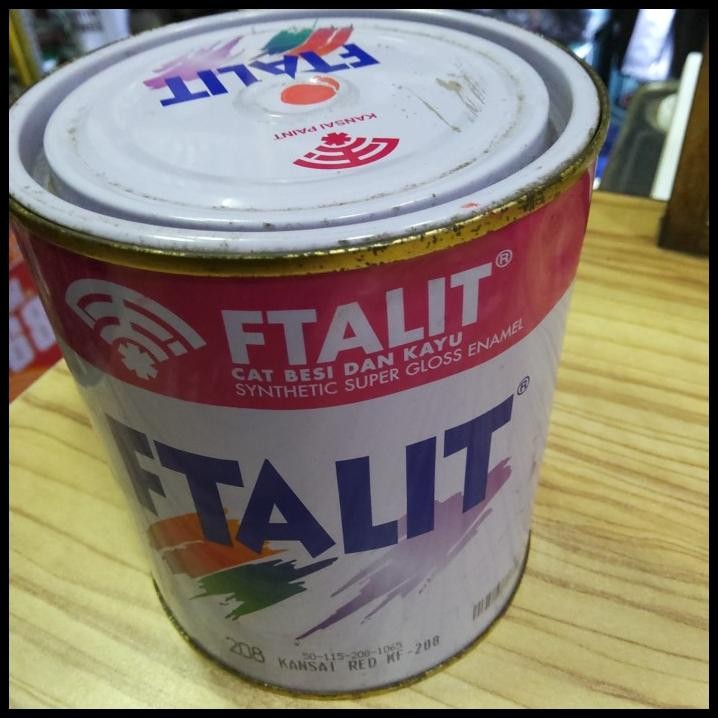 FTALIT
KANSAI PAINT
FTALIT®
CAT BESI DAN KAYU
SYNTHETIC SUPER GLOSS ENAMEL
FTALIT®
208
50-115-208-1065
KANSAI RED KF-208